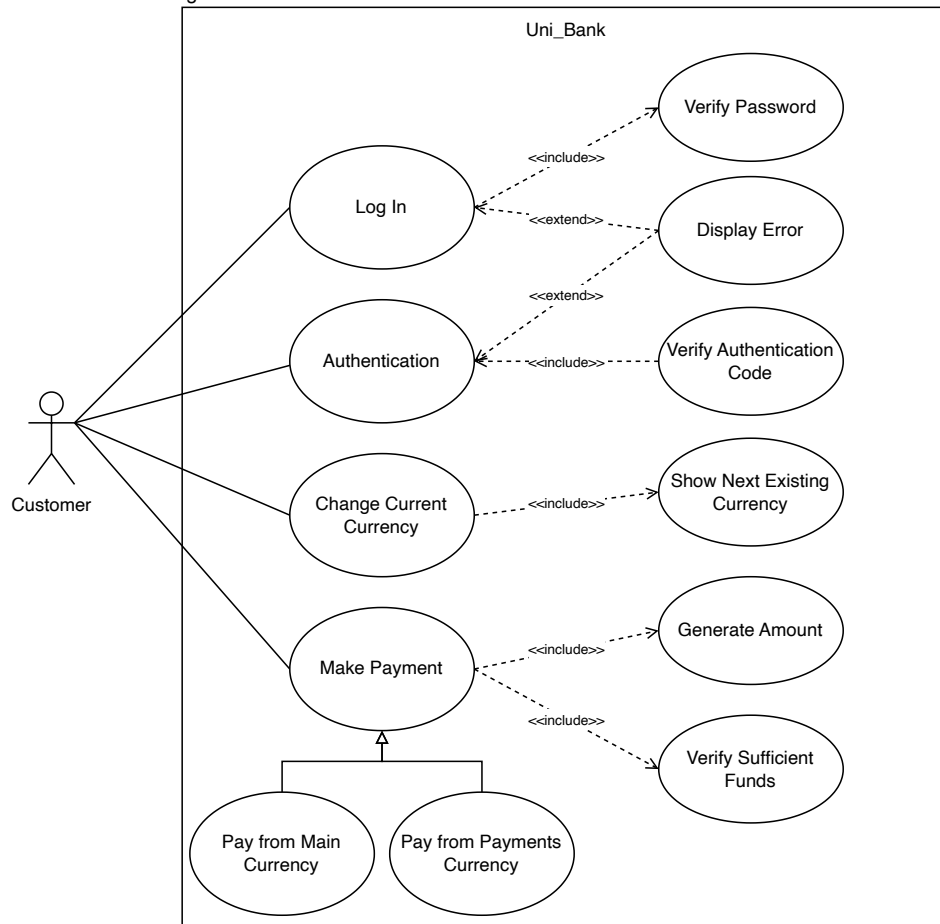 Uni_Bank
Verify Password
<<include>>
Log In
<<extend>>
Display Error
<<extend>>
Authentication
<<include>>
Verify Authentication
Code
Customer
Change Current
Currency
<<include>>
Show Next Existing
Currency
Generate Amount
<<include>>
Make Payment
<<include>>
Verify Sufficient
Funds
Pay from Main
Currency
Pay from Payments
Currency